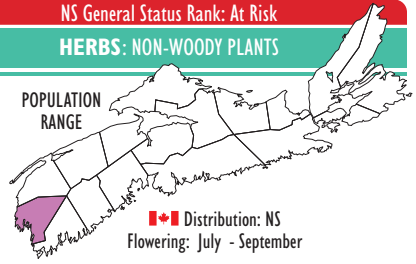 NS General Status Rank: At Risk
HERBS: NON-WOODY PLANTS
POPULATION
RANGE
Distribution: NS
Flowering: July - September